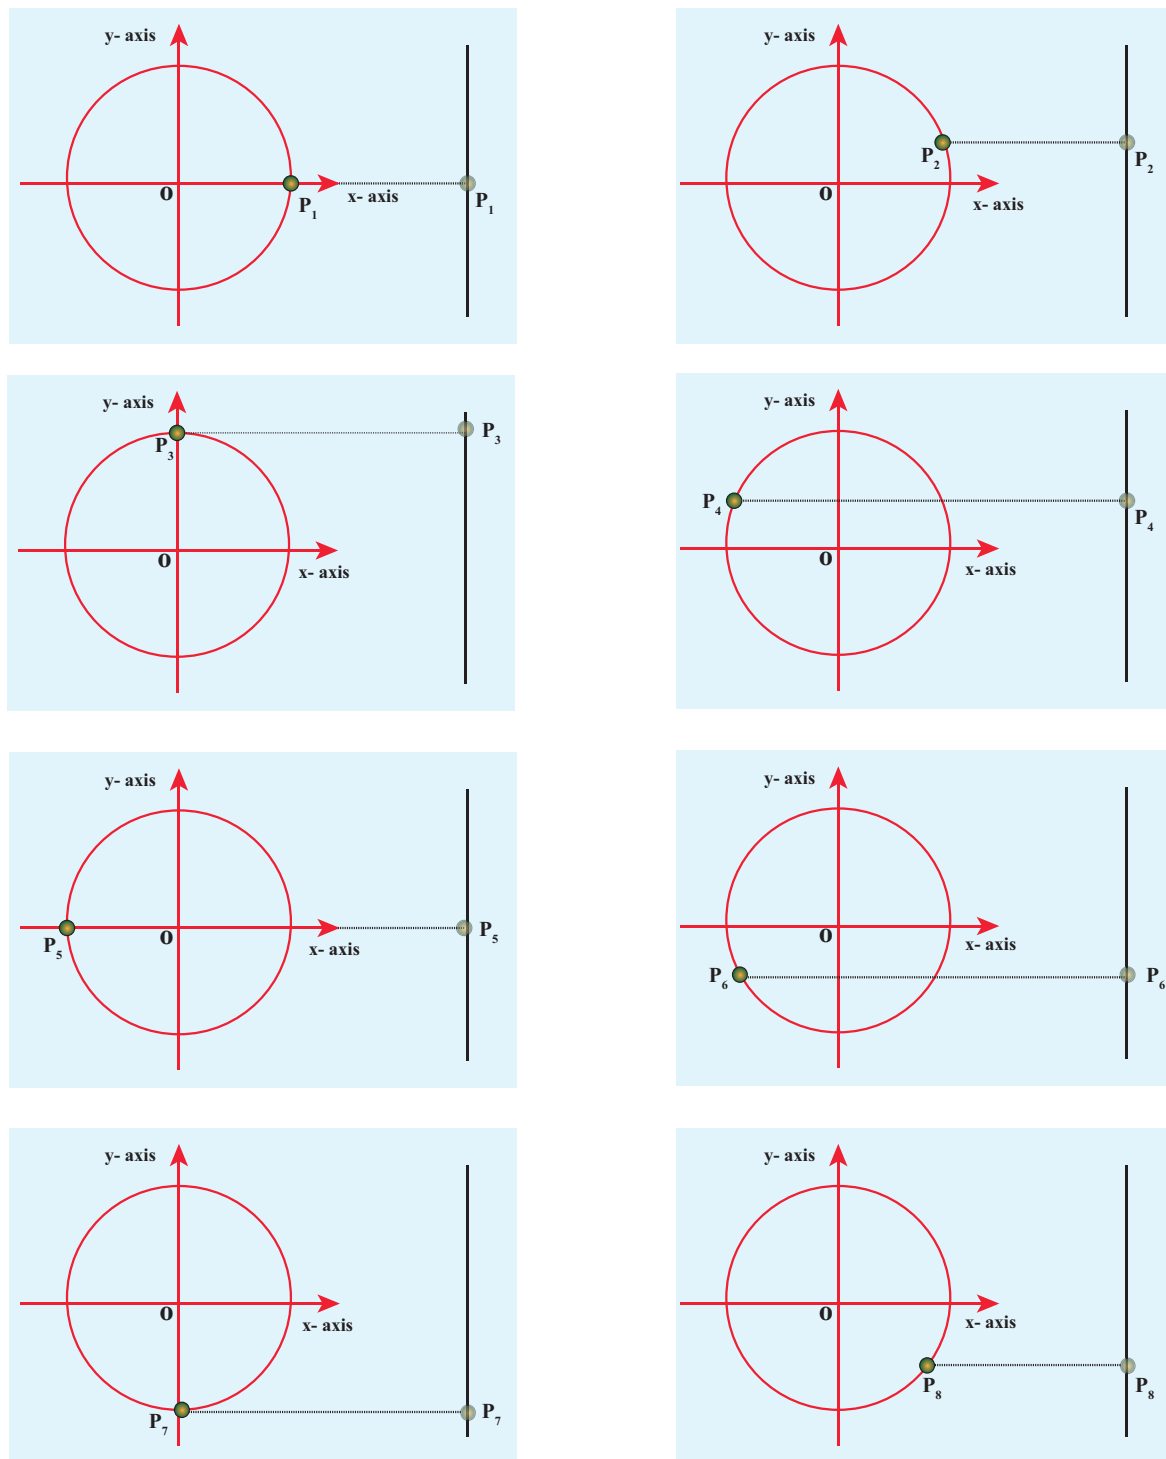 y- axis
O
x- axis
P1
P1
y- axis
P2
P2
O
x- axis
y- axis
P3
P3
O
x- axis
y- axis
P4
P4
O
x- axis
y- axis
O
P5
P5
x- axis
y- axis
O
x- axis
P6
P6
y- axis
O
x- axis
P7
P7
y- axis
O
x- axis
P8
P8